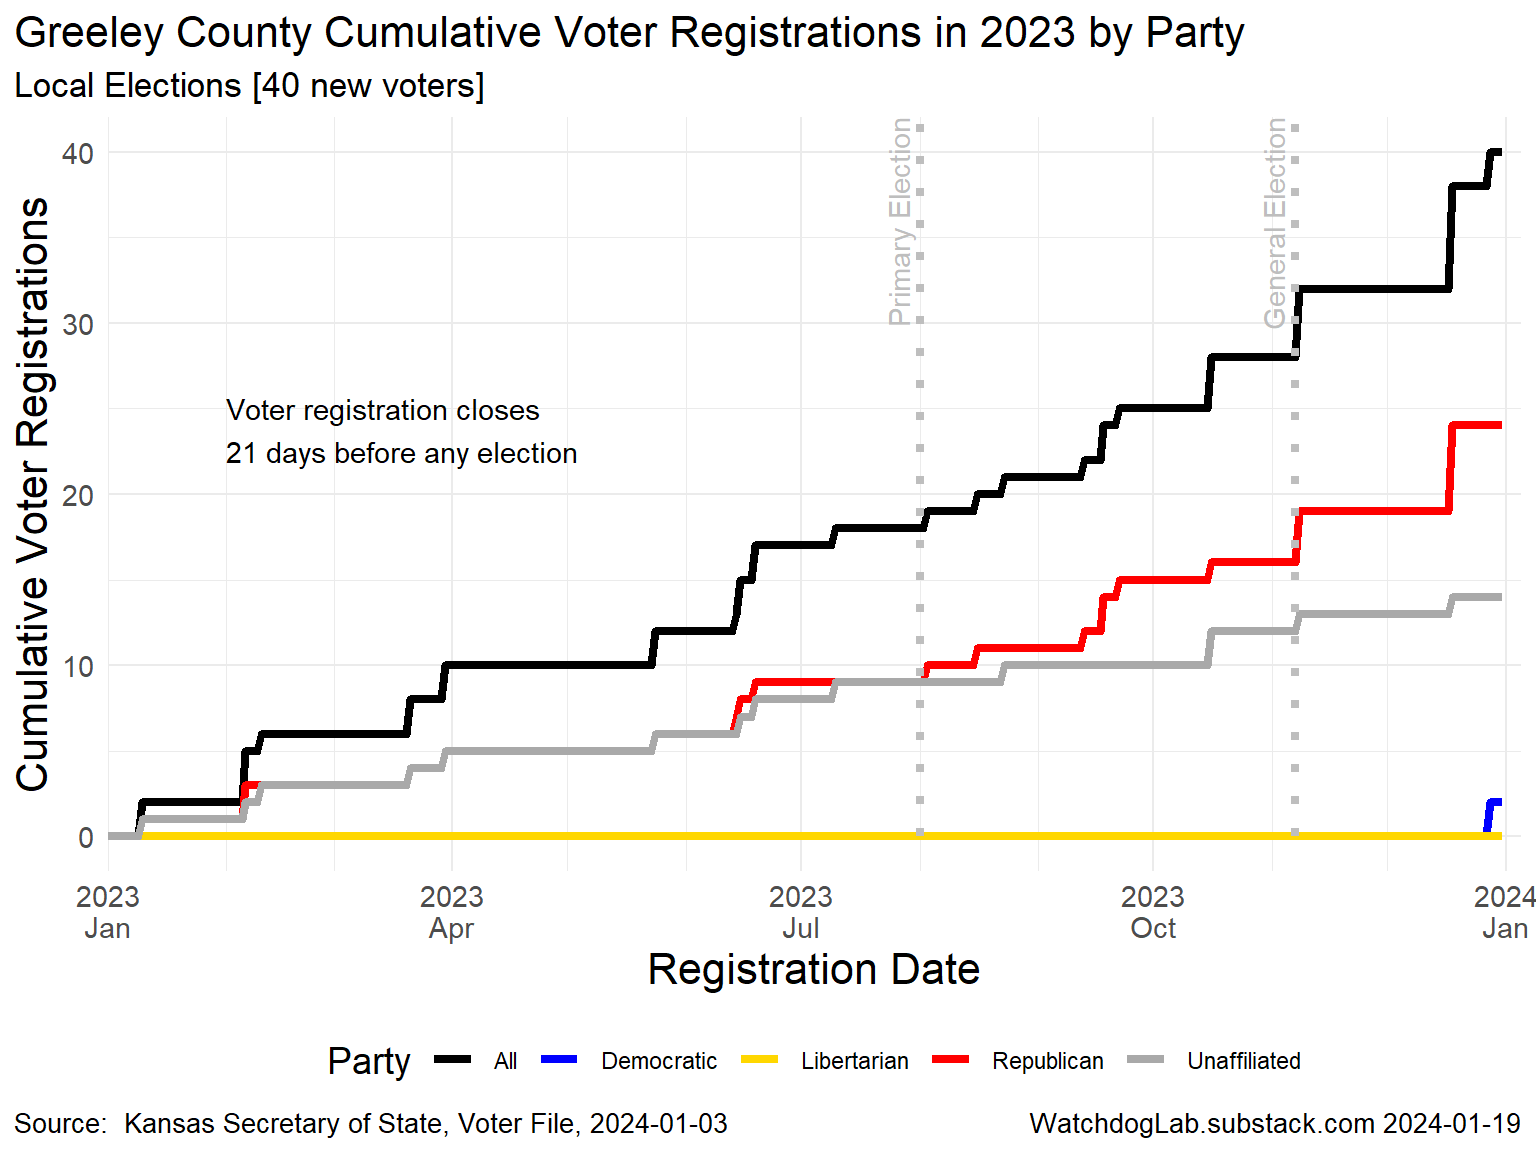 Greeley County Cumulative Voter Registrations in 2023 by Party
Local Elections [40 new voters]
Cumulative Voter Registrations
40
30
20
10
0
Primary Election
General Election
Voter registration closes
21 days before any election
2023 2023 2023 2023 2024
Jan Apr Jul Oct Jan
Registration Date
Party All Democratic Libertarian Republican Unaffiliated
Source:  Kansas Secretary of State, Voter File, 2024-01-03
WatchdogLab.substack.com 2024-01-19